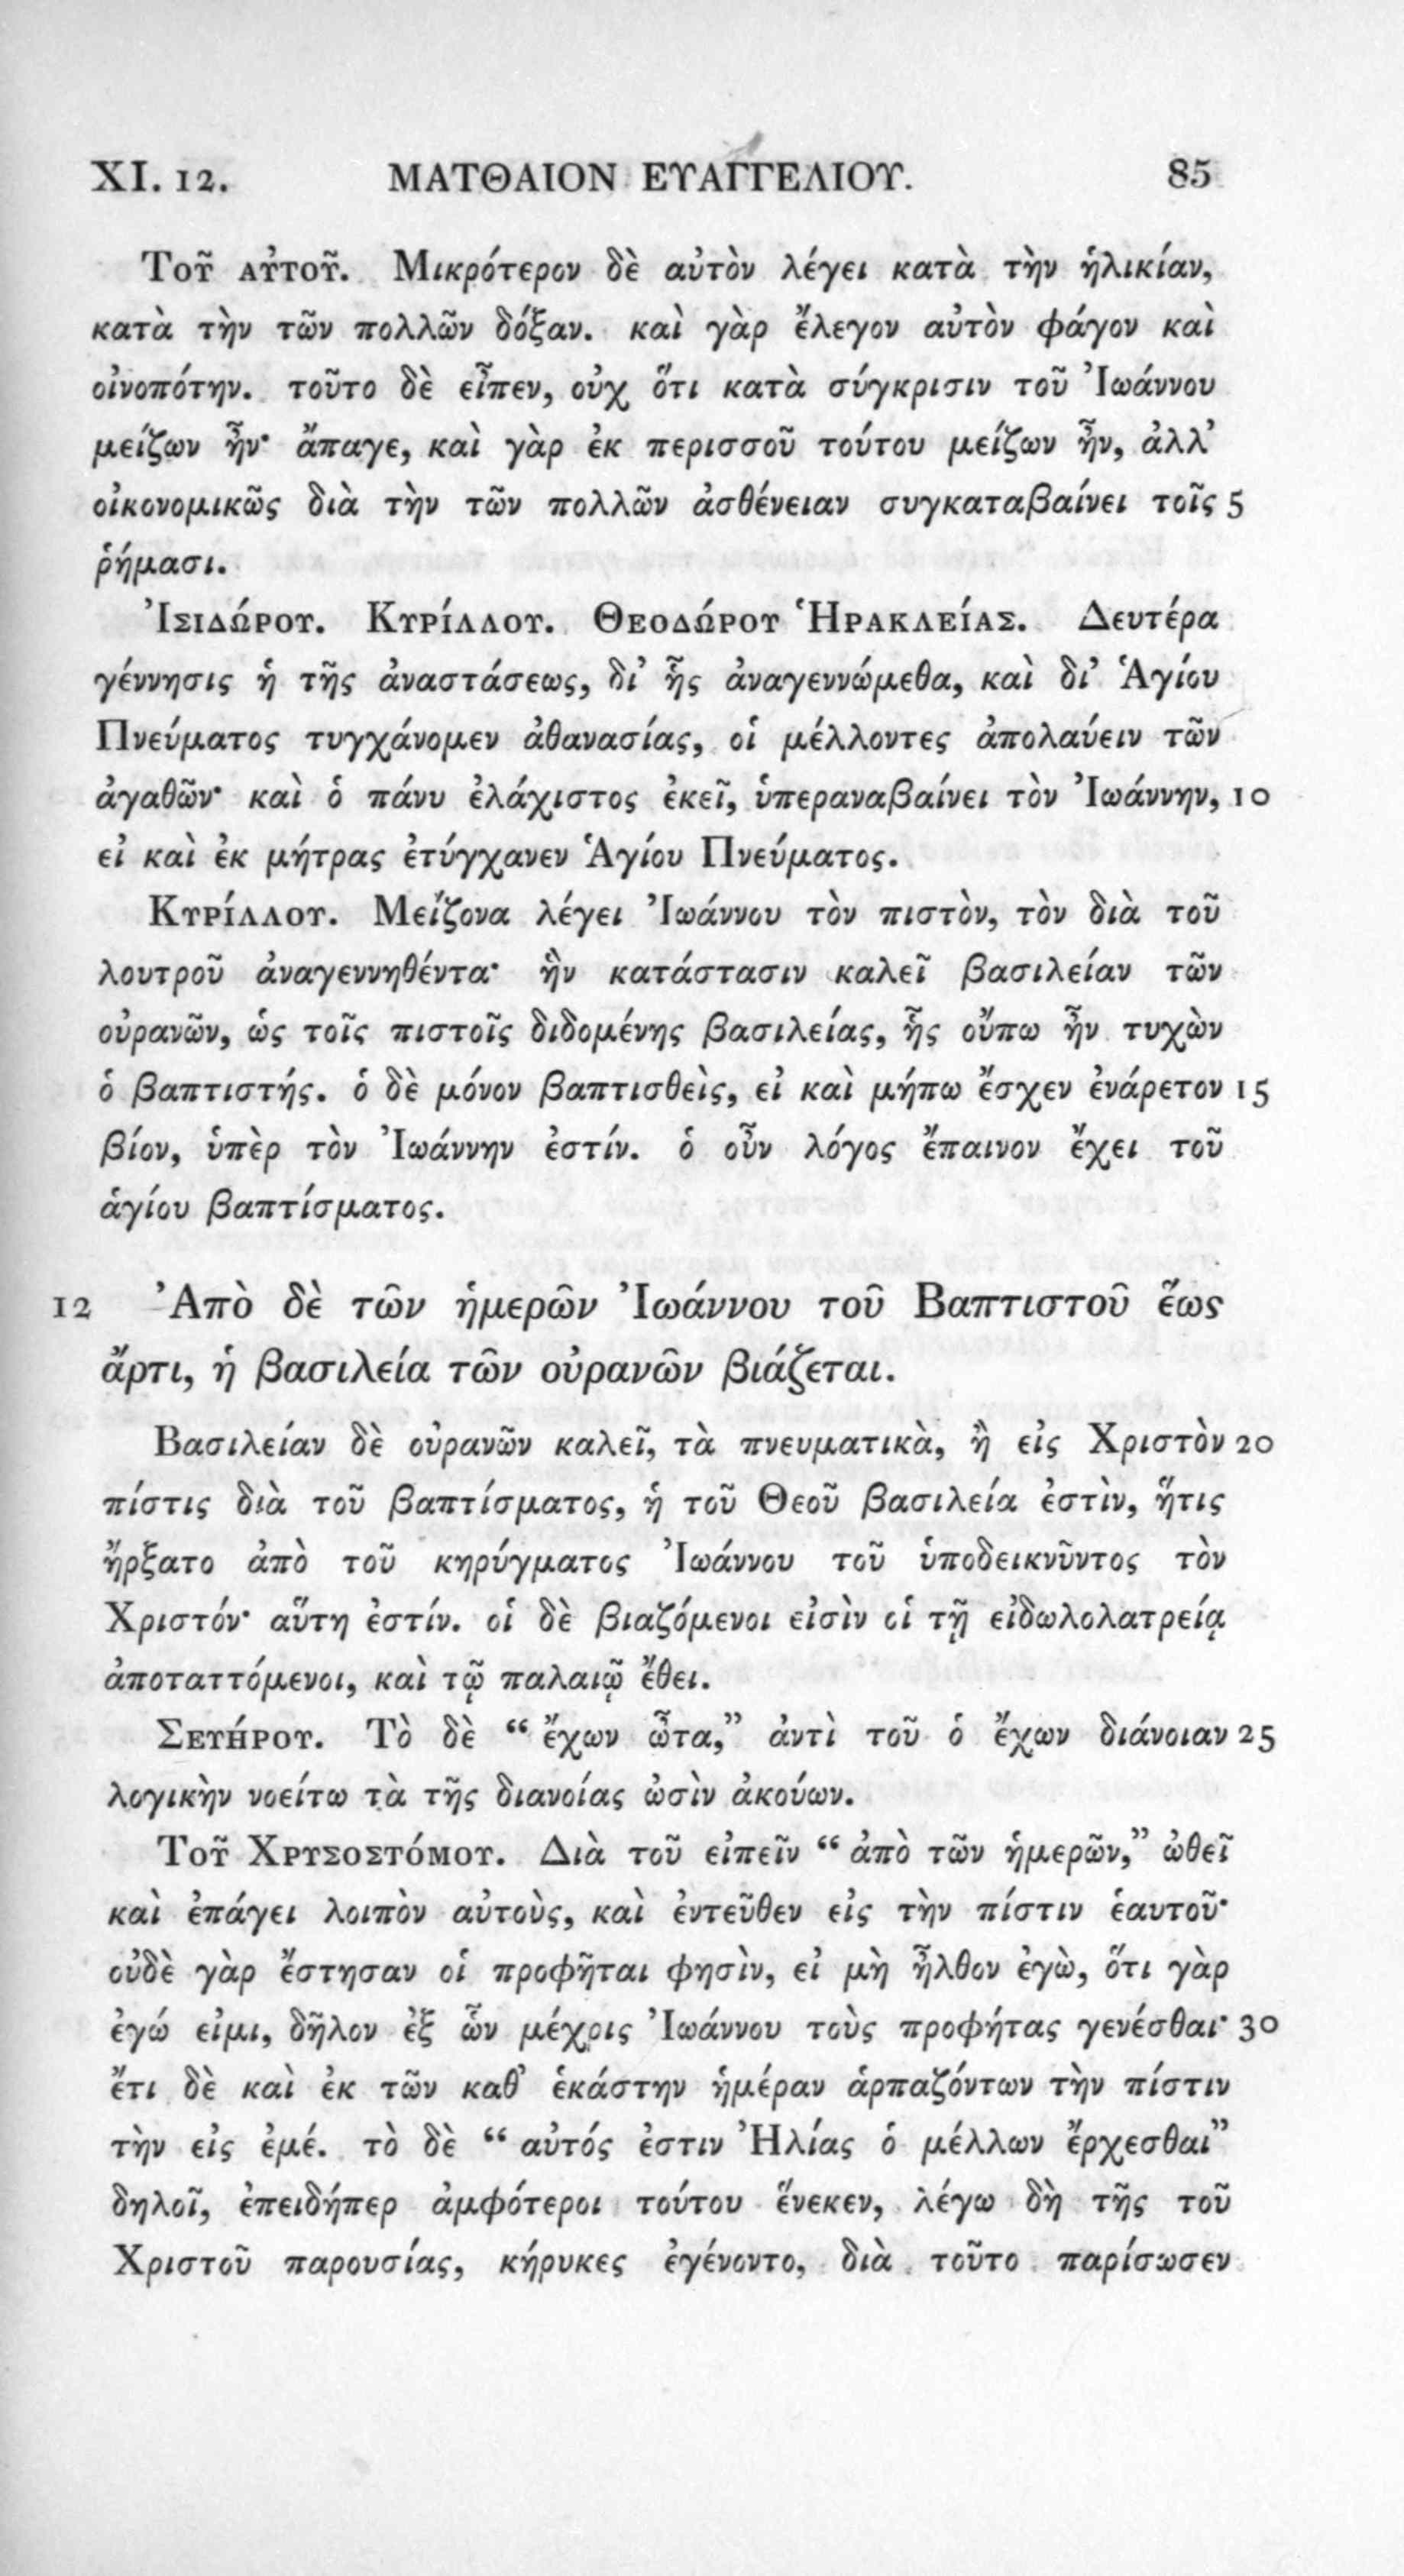 XI. 12. ΜΑΤΘΑΙΟΝ ΕΥΑΓΓΕΛΙΟΥ. 85
Τοῦ αὐτοῦ. Μικρότερον δὲ αὐτὸν λέγει κατὰ τὴν ἡλικίαν,
κατὰ τὴν τῶν πολλῶν δόξαν. καὶ γὰρ ἔλεγον αὐτὸν φάγον καὶ
οἰνοπότην. τοῦτο δὲ εἶπεν, οὐχ ὅτι κατὰ σύγκρισιν τοῦ Ἰωάννου
μείζων ἦν· ἄπαγε, καὶ γὰρ ἐκ περισσοῦ τούτου μείζων ἦν, ἀλλ’
οἰκονομικῶς διὰ τὴν τῶν πολλῶν ἀσθένειαν συγκαταβαίνει τοῖς 5
ῥήμασι.
Ἰσιδώρου. Κυρίλλου. Θεοδώρου Ἡρακλείας. Δευτέρα
γέννησις ἡ τῆς ἀναστάσεως, δι’ ἧς ἀναγεννώμεθα, καὶ δι’ Ἁγίου
Πνεύματος τυγχάνομεν ἀθανασίας, οἱ μέλλοντες ἀπολαύειν τῶν
ἀγαθῶν· καὶ ὁ πάνυ ἐλάχιστος ἐκεῖ, ὑπεραναβαίνει τὸν Ἰωάννην, 10
εἰ καὶ ἐκ μήτρας ἐτύγχανεν Ἁγίου Πνεύματος.
Κυρίλλου. Μείζονα λέγει Ἰωάννου τὸν πιστὸν, τὸν διὰ τοῦ
λουτροῦ ἀναγεννηθέντα· ἣν κατάστασιν καλεῖ βασιλείαν τῶν
οὐρανῶν, ὡς τοῖς πιστοῖς διδομένης βασιλείας, ἧς οὔπω ἦν τυχὼν
ὁ βαπτιστής. ὁ δὲ μόνον βαπτισθεὶς, εἰ καὶ μήπω ἔσχεν ἐνάρετον 15
βίον, ὑπὲρ τὸν Ἰωάννην ἐστίν. ὁ οὖν λόγος ἔπαινον ἔχει τοῦ
ἁγίου βαπτίσματος.
12 Ἀπὸ δὲ τῶν ἡμερῶν Ἰωάννου τοῦ Βαπτιστοῦ ἕως
ἄρτι, ἡ βασιλεία τῶν οὐρανῶν βιάζεται.
Βασιλείαν δὲ οὐρανῶν καλεῖ, τὰ πνευματικὰ, ἢ εἰς Χριστὸν 20
πίστις διὰ τοῦ βαπτίσματος, ἡ τοῦ Θεοῦ βασιλεία ἐστὶν, ἥτις
ἤρξατο ἀπὸ τοῦ κηρύγματος Ἰωάννου τοῦ ὑποδεικνῦντος τὸν
Χριστόν· αὕτη ἐστίν. οἱ δὲ βιαζόμενοι εἰσὶν οἱ τῇ εἰδωλολατρείᾳ
ἀποταττόμενοι, καὶ τῷ παλαιῷ ἔθει.
Σευήρου. Τὸ δὲ “ ἔχων ὦτα,” ἀντὶ τοῦ ὁ ἔχων διάνοιαν 25
λογικὴν νοείτω τὰ τῆς διανοίας ὠσὶν ἀκούων.
Τοῦ Χρυσοστόμου. Διὰ τοῦ εἰπεῖν “ ἀπὸ τῶν ἡμερῶν,” ὠθεῖ
καὶ ἐπάγει λοιπὸν αὐτοὺς, καὶ ἐντεῦθεν εἰς τὴν πίστιν ἑαυτοῦ·
οὐδὲ γὰρ ἔστησαν οἱ προφῆται φησὶν, εἰ μὴ ἦλθον ἐγὼ, ὅτι γὰρ
ἐγώ εἰμι, δῆλον ἐξ ὧν μέχρις Ἰωάννου τοὺς προφήτας γενέσθαι· 30
ἔτι δὲ καὶ ἐκ τῶν καθ’ ἑκάστην ἡμέραν ἁρπαζόντων τὴν πίστιν
τὴν εἰς ἐμέ. τὸ δὲ “ αὐτός ἐστιν Ἠλίας ὁ μέλλων ἔρχεσθαι”
δηλοῖ, ἐπειδήπερ ἀμφότεροι τούτου ἕνεκεν, λέγω δὴ τῆς τοῦ
Χριστοῦ παρουσίας, κήρυκες ἐγένοντο, διὰ τοῦτο παρίσωσεν